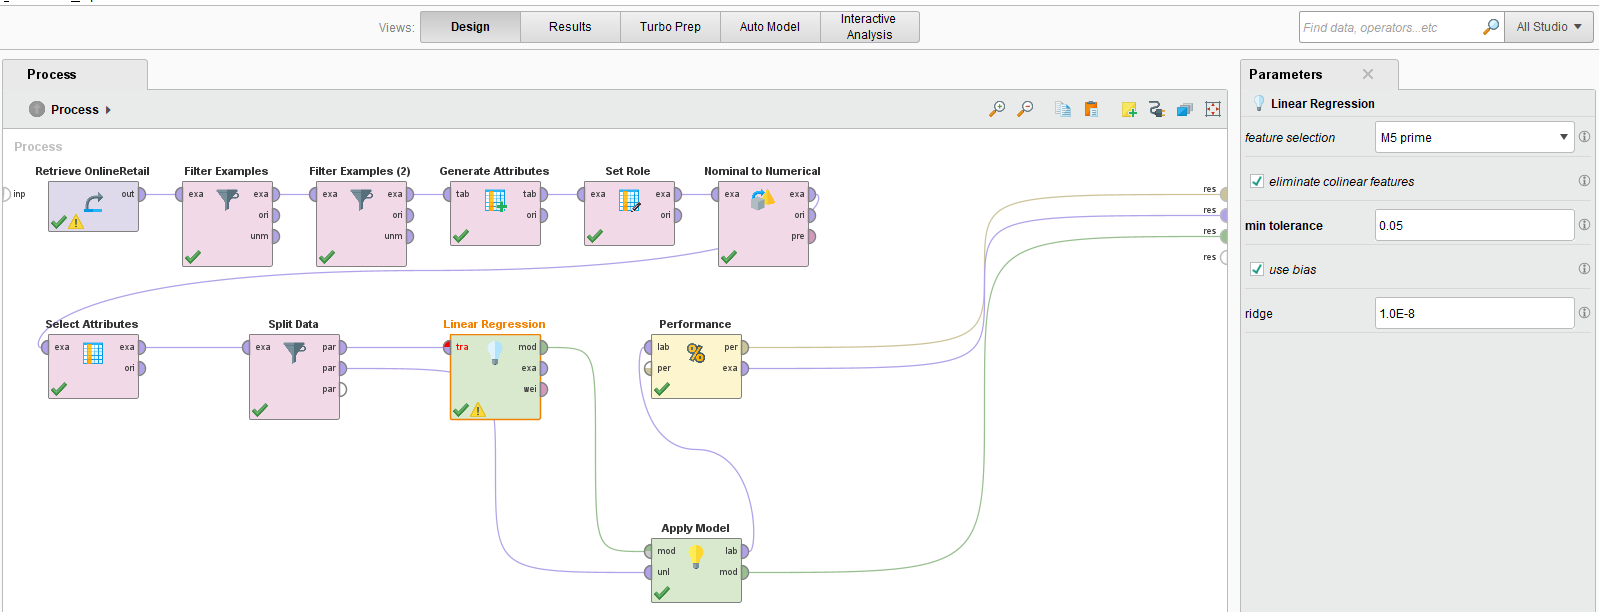 Views:
Design
Results
Turbo Prep
Auto Model
Interactive
Analysis
Find data, operators...etc
All Studio
Process
Process
Process
inp
Retrieve OnlineRetail
out
Filter Examples
exa exa
ori
unm
Filter Examples (2)
exa exa
ori
unm
Generate Attributes
tab tab
ori
Set Role
exa exa
ori
Nominal to Numerical
exa exa
ori
pre
res
res
res
res
Select Attributes
exa exa
ori
Split Data
exa par
par
par
Linear Regression
tra mod
exa
wei
Performance
lab per
per exa
Apply Model
mod lab
unl mod
Parameters
Linear Regression
feature selection
M5 prime
eliminate colinear features
min tolerance
0.05
use bias
ridge
1.0E-8